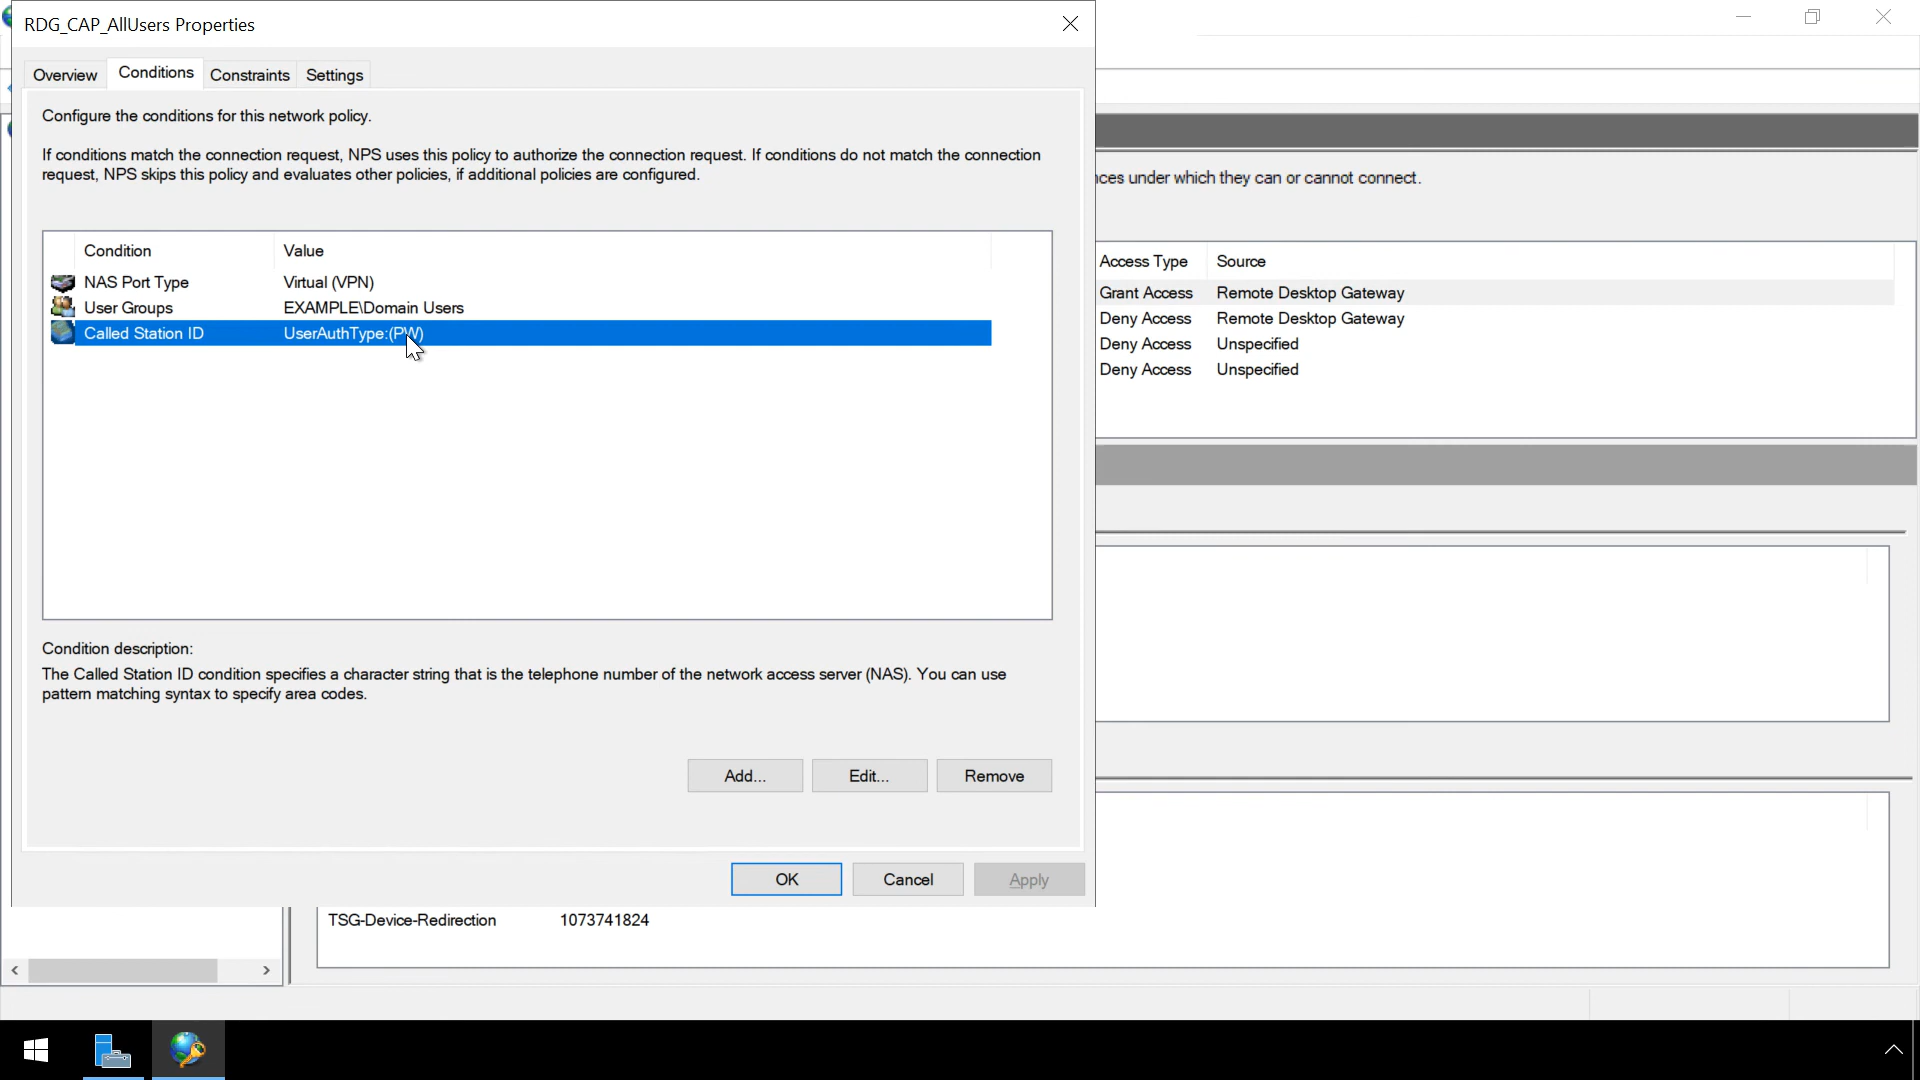 RDG_CAP_AllUsers Properties
Overview
Conditions
Constraints
Settings
Configure the conditions for this network policy.
If conditions match the connection request, NPS uses this policy to authorize the connection request. If conditions do not match the connection
request, NPS skips this policy and evaluates other policies, if additional policies are configured.
Condition Value
NAS Port Type Virtual (VPN)
User Groups EXAMPLE\Domain Users
Called Station ID UserAuthType:(PW)
Condition description:
The Called Station ID condition specifies a character string that is the telephone number of the network access server (NAS). You can use
pattern matching syntax to specify area codes.
Add...
Edit...
Remove
OK
Cancel
Apply
under which they can or cannot connect.
Access Type Source
Grant Access Remote Desktop Gateway
Deny Access Remote Desktop Gateway
Deny Access Unspecified
Deny Access Unspecified
TSG-Device-Redirection 1073741824